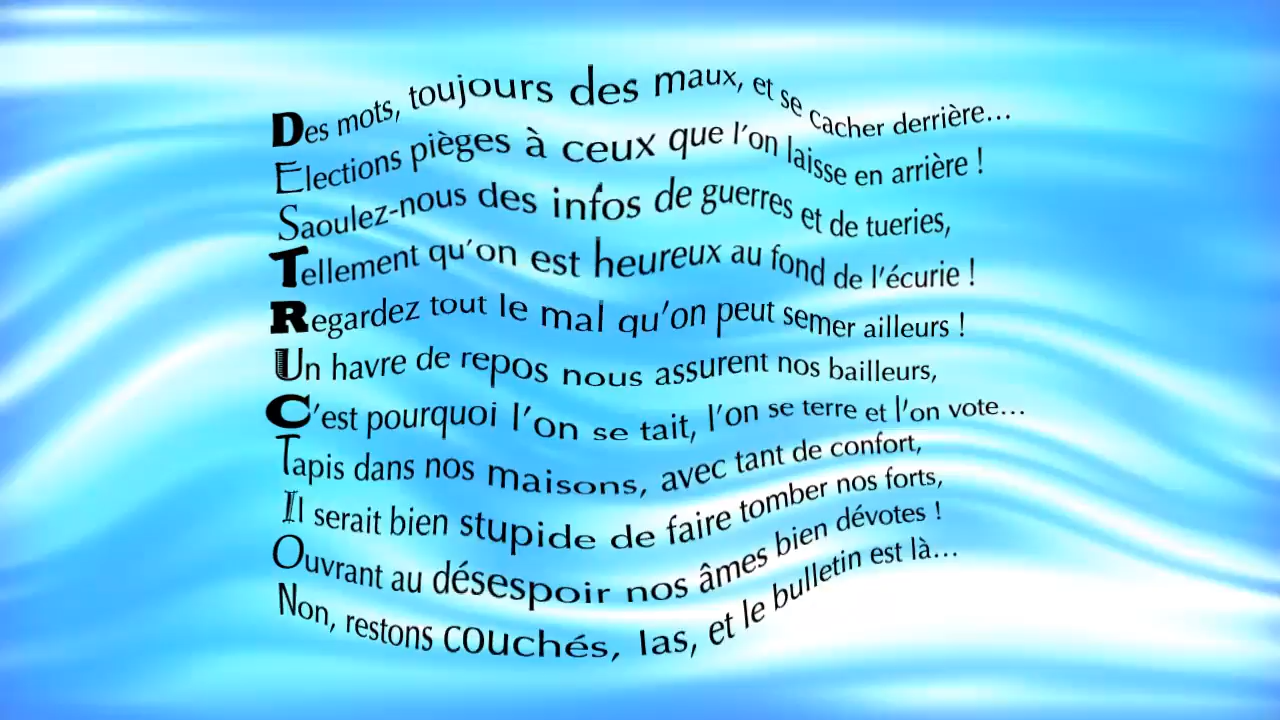 Des mots, toujours des maux, et se cacher derrière...
Elections pièges à ceux que l'on laisse en arrière !
Saoulez-nous des infos de guerres et de tueries,
Tellement qu'on est heureux au fond de l'écurie !
Regardez tout le mal qu'on peut semer ailleurs !
Un havre de repos nous assurent nos bailleurs,
C'est pourquoi l'on se tait, l'on se terre et l'on vote...
Tapis dans nos maisons, avec tant de confort,
Il serait bien stupide de faire tomber nos forts,
Ouvrant au désespoir nos âmes bien dévotes !
Non, restons couchés, las, et le bulletin est là...